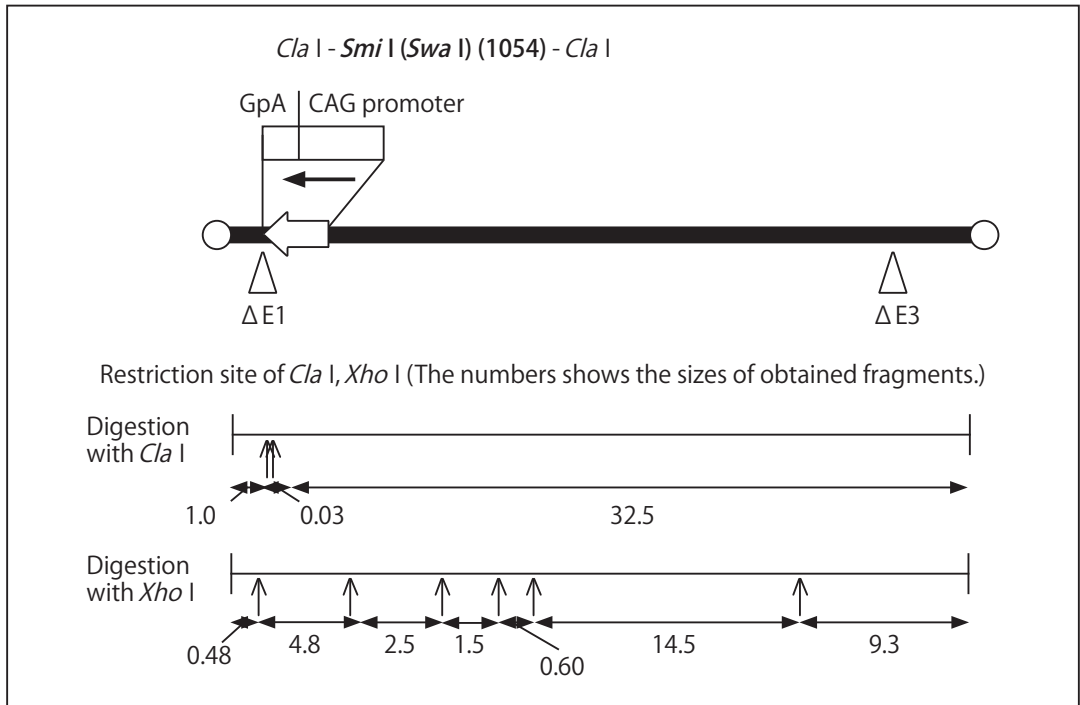 Cla I - Smi I (Swa I) (1054) - Cla I
GpA CAG promoter
Δ E1
Δ E3
Restriction site of Cla I, Xho I (The numbers shows the sizes of obtained fragments.)
Digestion
with Cla I
1.0 0.03 32.5
Digestion
with Xho I
0.48 4.8 2.5 1.5 0.60 14.5 9.3